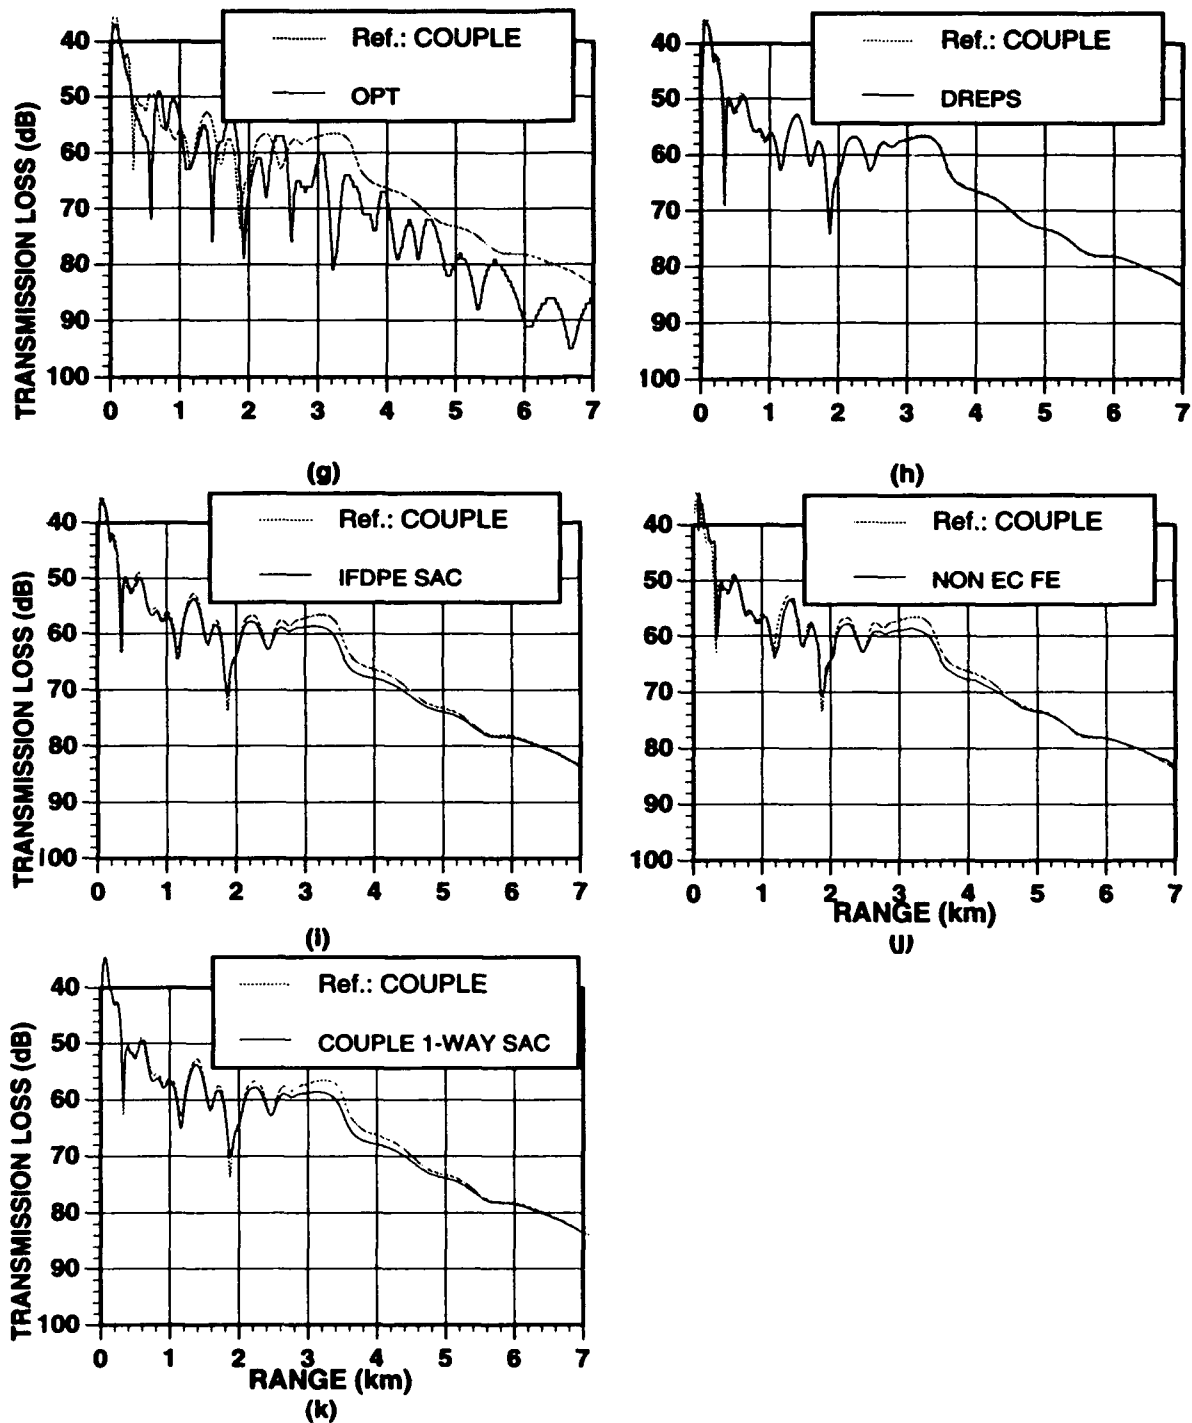 Ref.: COUPLE
OPT
TRANSMISSION LOSS (dB)
40
50
60
70
80
90
100
0 1 2 3 4 5 6 7
(g)
Ref.: COUPLE
DREPS
40
50
60
70
80
90
100
0 1 2 3 4 5 6 7
(h)
Ref.: COUPLE
IFDPE SAC
TRANSMISSION LOSS (dB)
40
50
60
70
80
90
100
0 1 2 3 4 5 6 7
(i)
Ref.: COUPLE
NON EC FE
40
50
60
70
80
90
100
0 1 2 3 4 5 6 7
RANGE (km)
(j)
Ref.: COUPLE
COUPLE 1-WAY SAC
TRANSMISSION LOSS (dB)
40
50
60
70
80
90
100
0 1 2 3 4 5 6 7
RANGE (km)
(k)